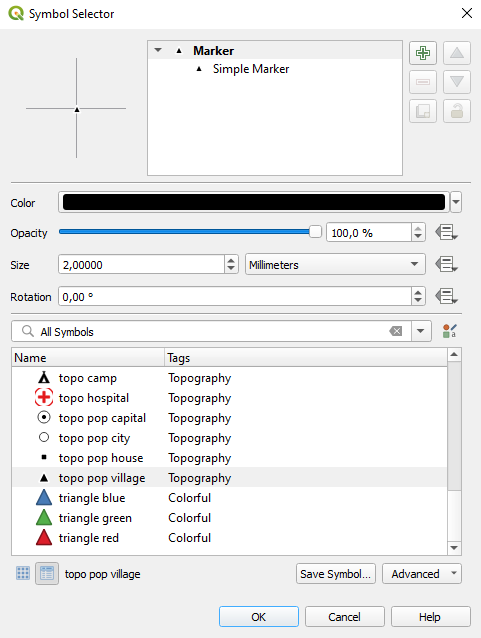 Symbol Selector
Marker
Simple Marker
Color
Opacity 100,0 %
Size 2,00000 Millimeters
Rotation 0,00 °
All Symbols
Name Tags
topo camp Topography
topo hospital Topography
topo pop capital Topography
topo pop city Topography
topo pop house Topography
topo pop village Topography
triangle blue Colorful
triangle green Colorful
triangle red Colorful
topo pop village Save Symbol... Advanced
OK Cancel Help